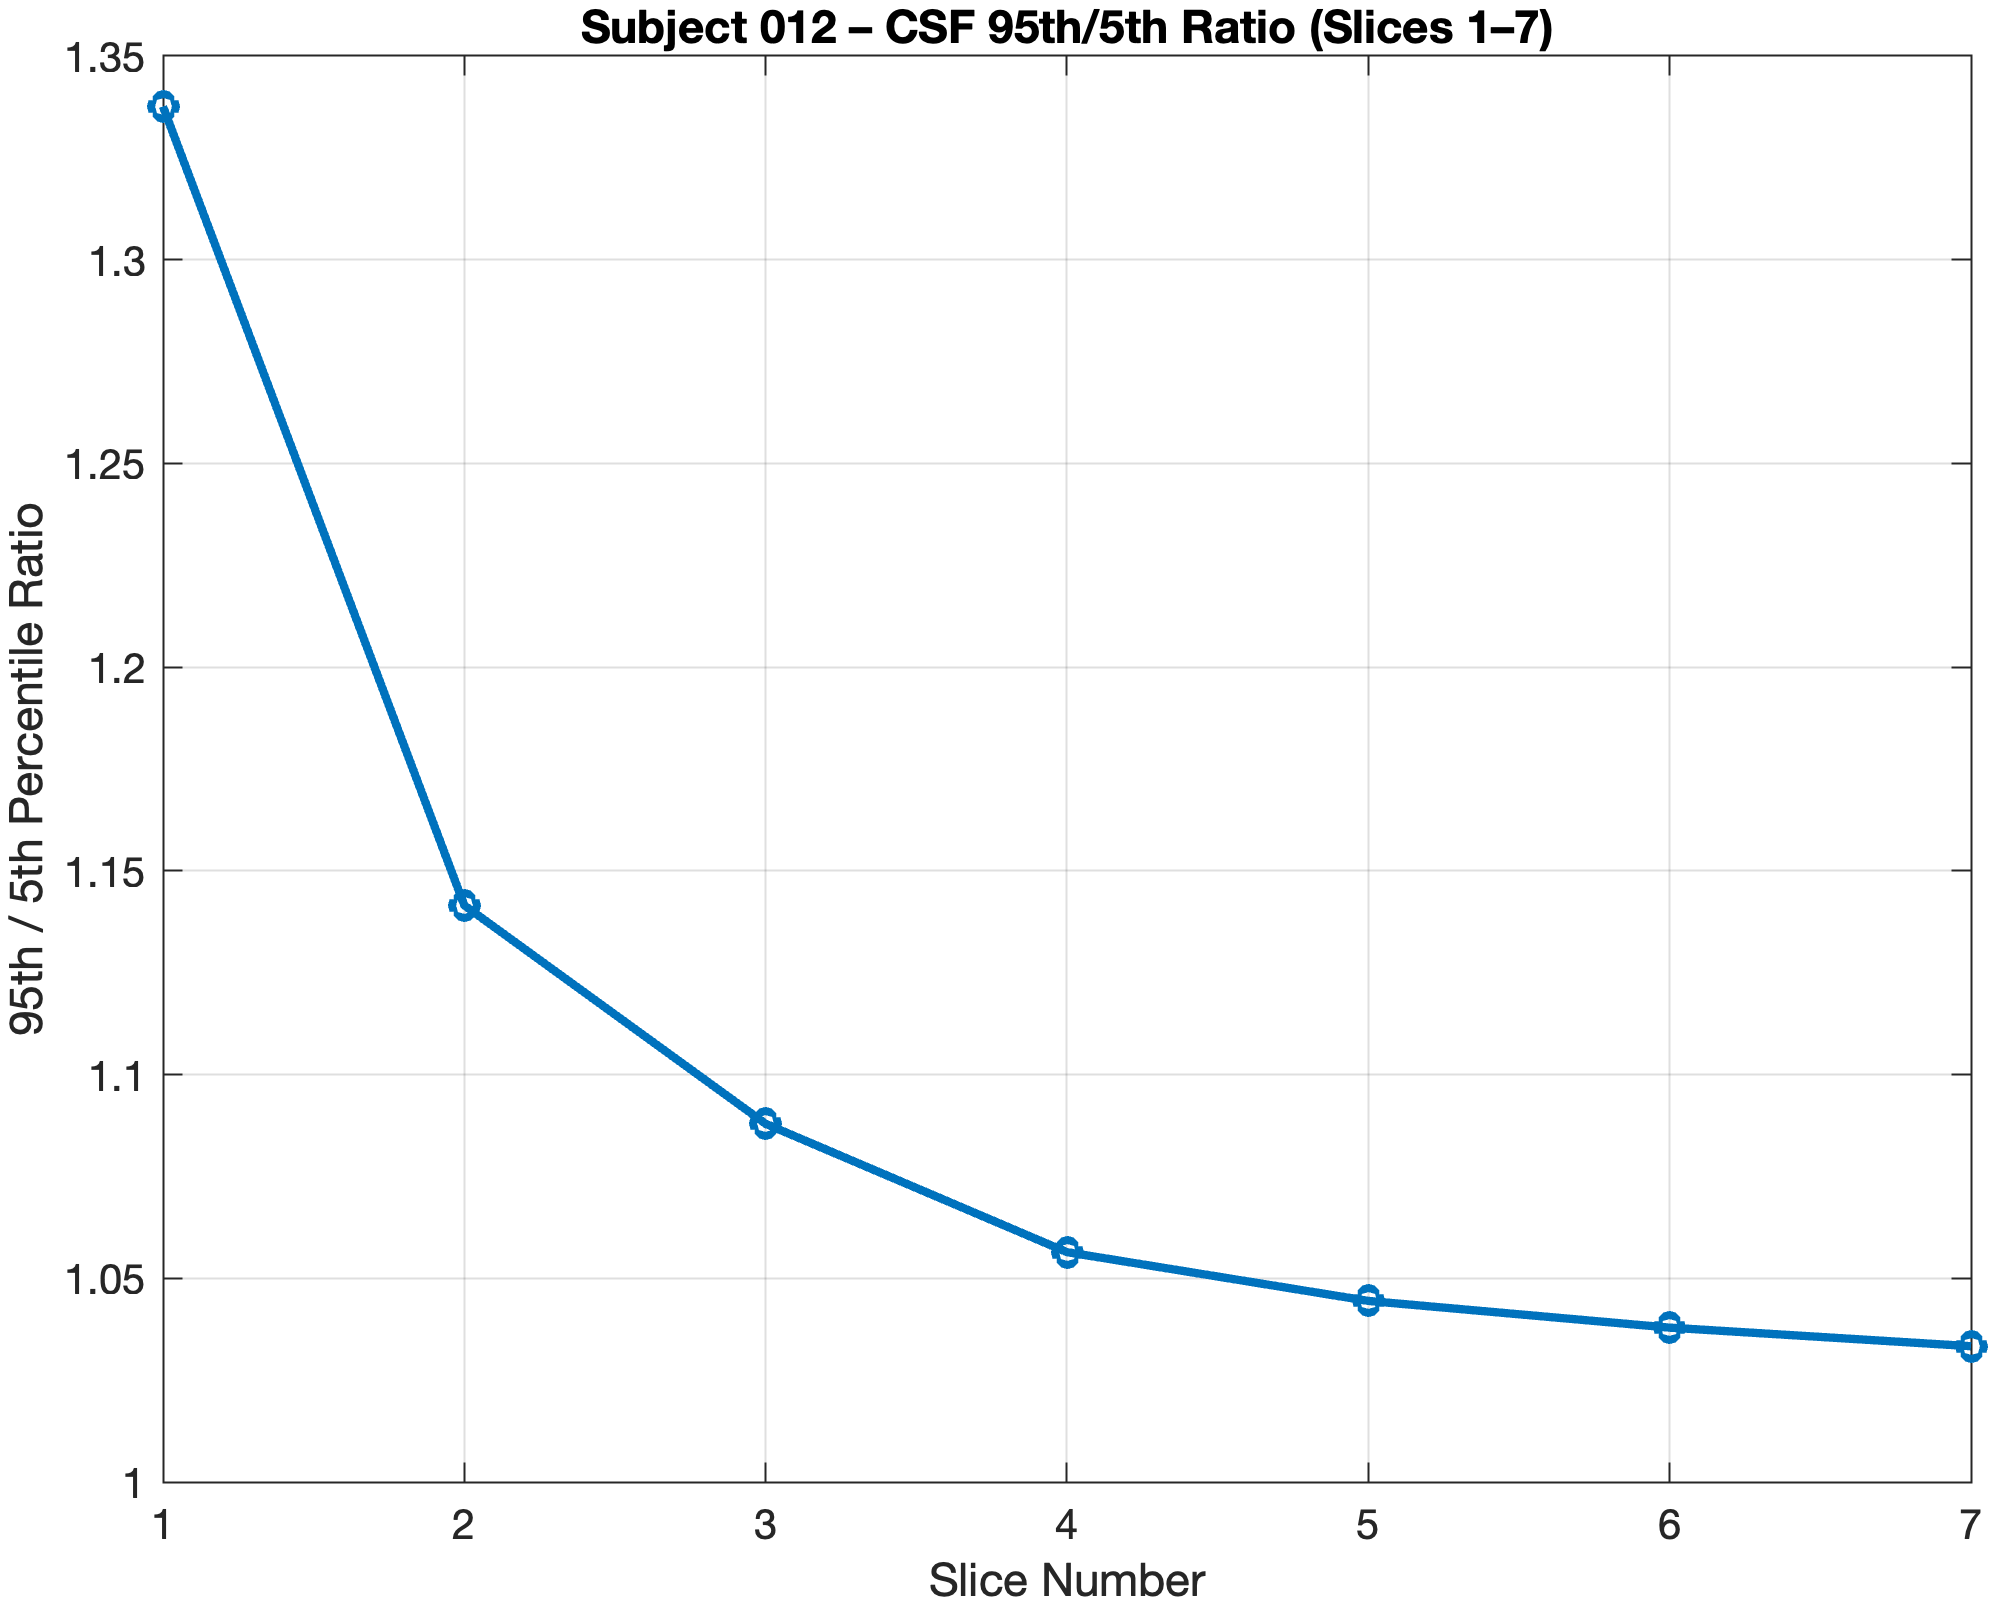 Subject 012 – CSF 95th/5th Ratio (Slices 1–7)
1.35
1.3
1.25
1.2
1.15
1.1
1.05
1
95th / 5th Percentile Ratio
1 2 3 4 5 6 7
Slice Number